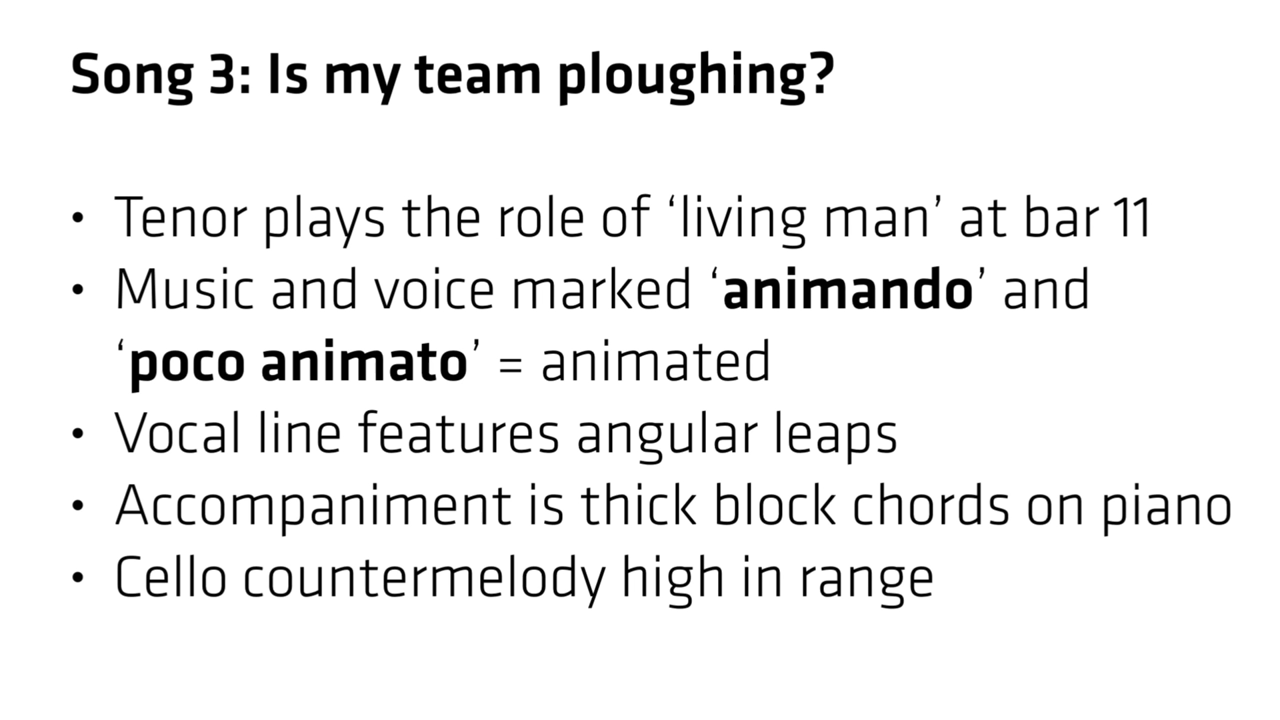 Song 3: Is my team ploughing?
• Tenor plays the role of ‘living man’ at bar 11
• Music and voice marked ‘animando’ and
‘poco animato’ = animated
• Vocal line features angular leaps
• Accompaniment is thick block chords on piano
• Cello countermelody high in range